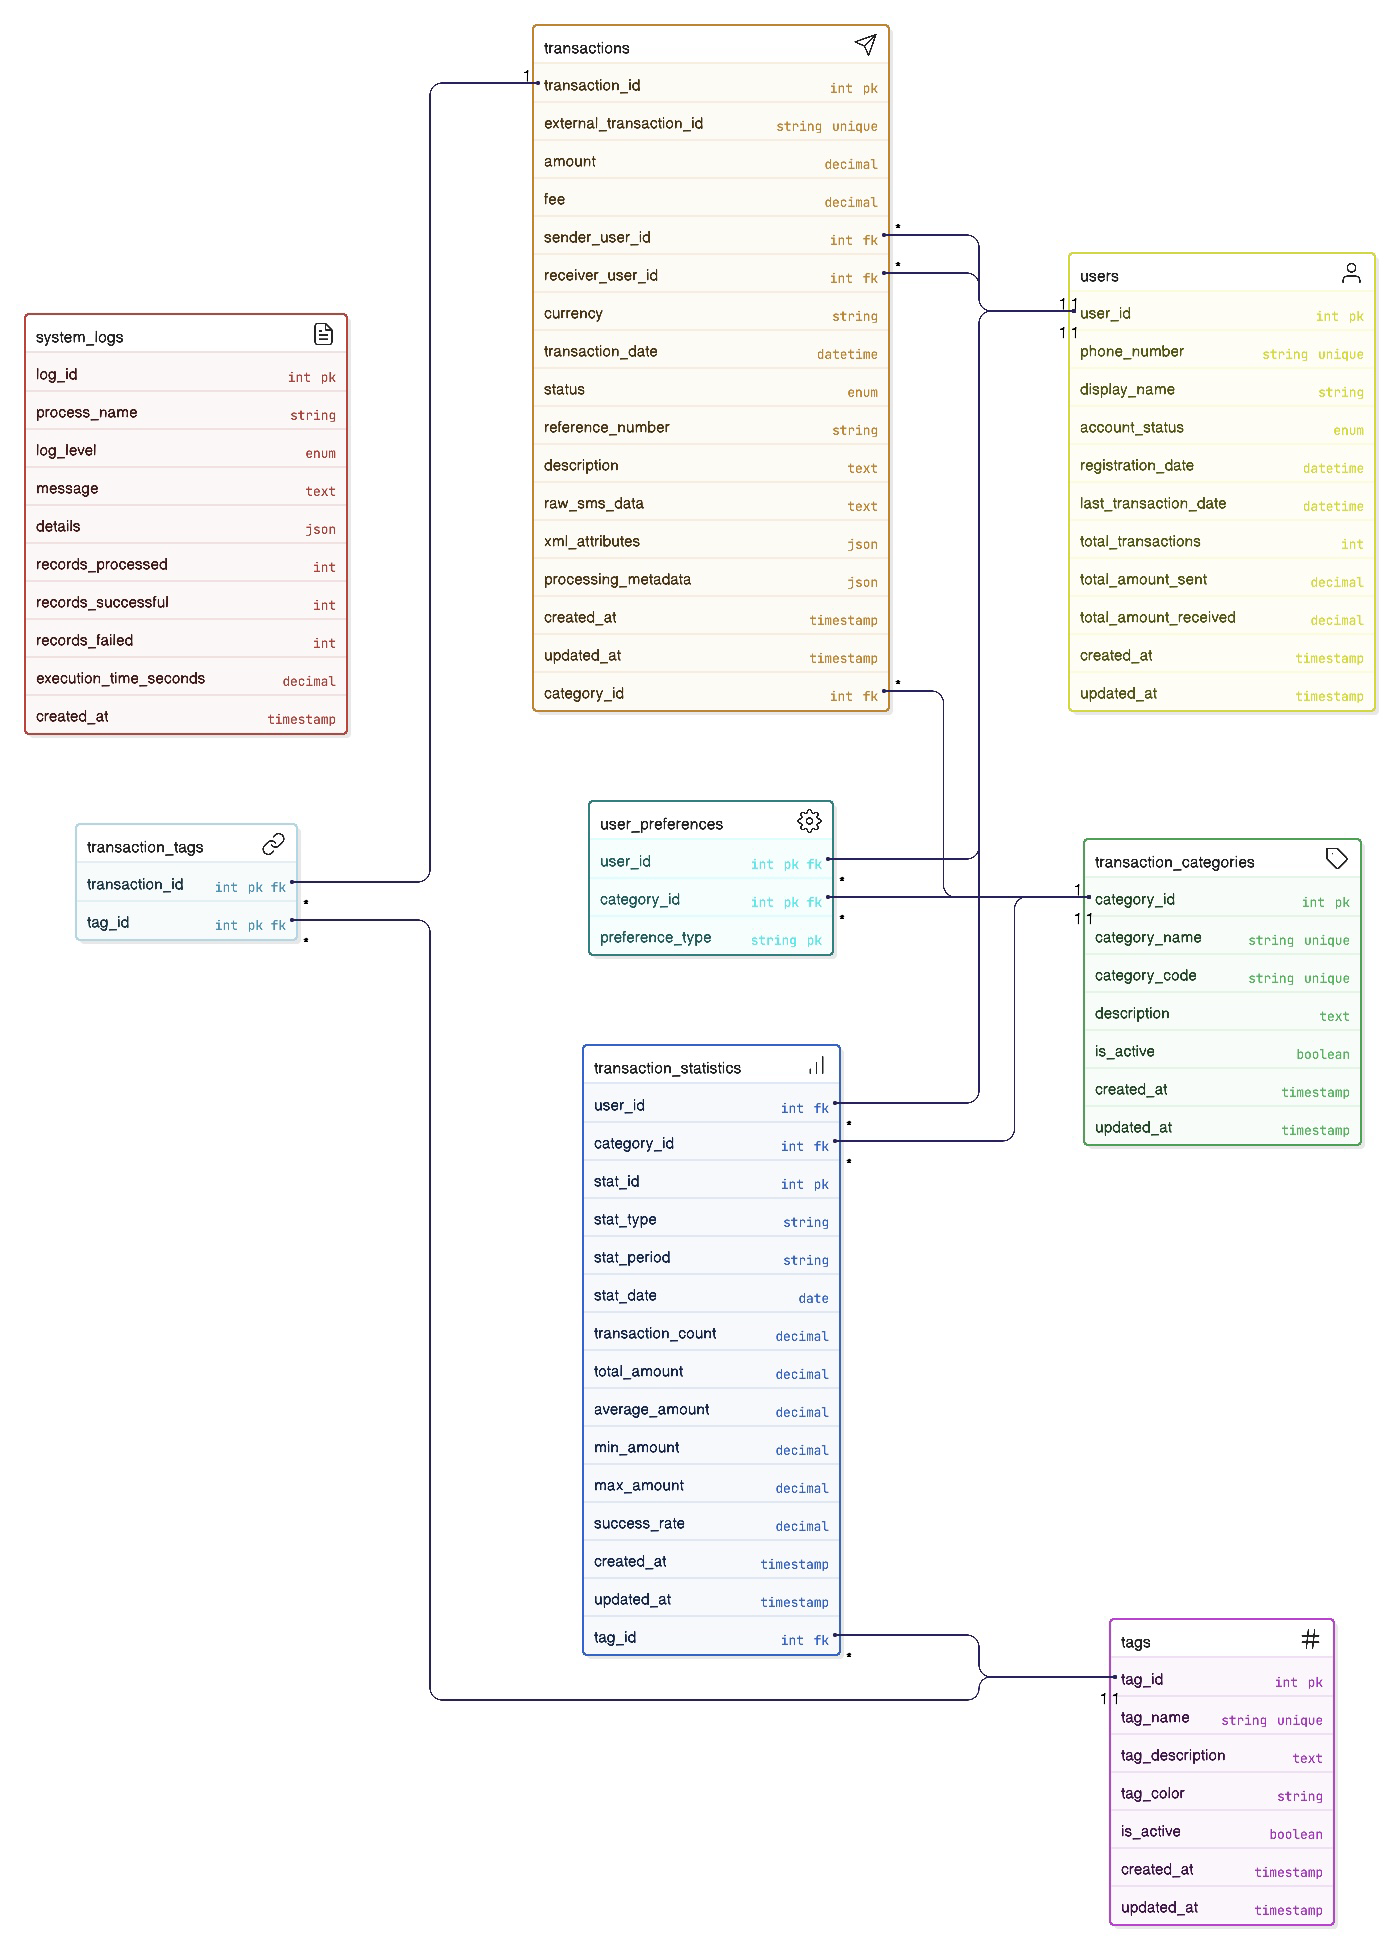 transactions
transaction_id int pk
external_transaction_id string unique
amount decimal
fee decimal
sender_user_id int fk
receiver_user_id int fk
currency string
transaction_date datetime
status enum
reference_number string
description text
raw_sms_data text
xml_attributes json
processing_metadata json
created_at timestamp
updated_at timestamp
category_id int fk
1
*
*
*
users
user_id int pk
phone_number string unique
display_name string
account_status enum
registration_date datetime
last_transaction_date datetime
total_transactions int
total_amount_sent decimal
total_amount_received decimal
created_at timestamp
updated_at timestamp
1 1
1 1
system_logs
log_id int pk
process_name string
log_level enum
message text
details json
records_processed int
records_successful int
records_failed int
execution_time_seconds decimal
created_at timestamp
transaction_tags
transaction_id int pk fk
tag_id int pk fk
*
*
user_preferences
user_id int pk fk
category_id int pk fk
preference_type string pk
*
*
transaction_categories
category_id int pk
category_name string unique
category_code string unique
description text
is_active boolean
created_at timestamp
updated_at timestamp
1
1 1
transaction_statistics
user_id int fk
category_id int fk
stat_id int pk
stat_type string
stat_period string
stat_date date
transaction_count decimal
total_amount decimal
average_amount decimal
min_amount decimal
max_amount decimal
success_rate decimal
created_at timestamp
updated_at timestamp
tag_id int fk
*
*
*
tags
tag_id int pk
tag_name string unique
tag_description text
tag_color string
is_active boolean
created_at timestamp
updated_at timestamp
1 1